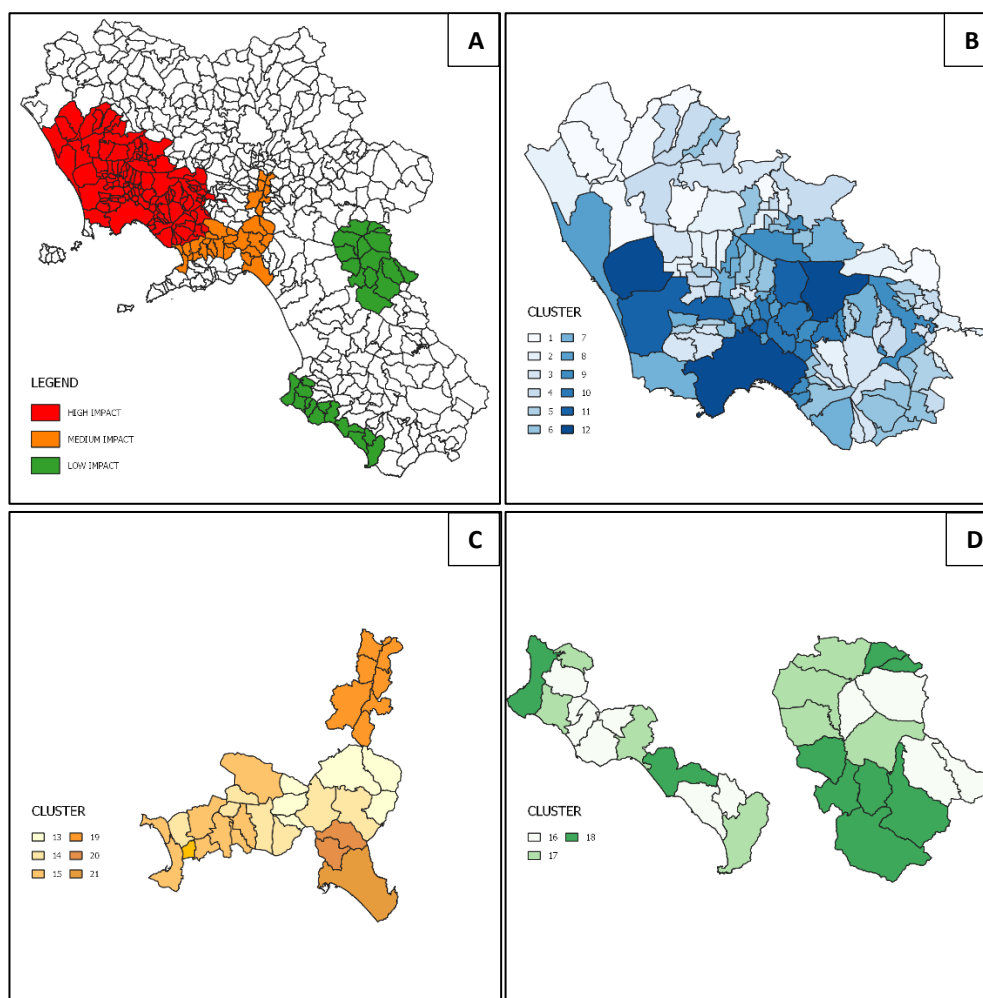 A
LEGEND
HIGH IMPACT
MEDIUM IMPACT
LOW IMPACT
B
CLUSTER
1 7
2 8
3 9
4 10
5 11
6 12
C
CLUSTER
13 19
14 20
15 21
D
CLUSTER
16 18
17